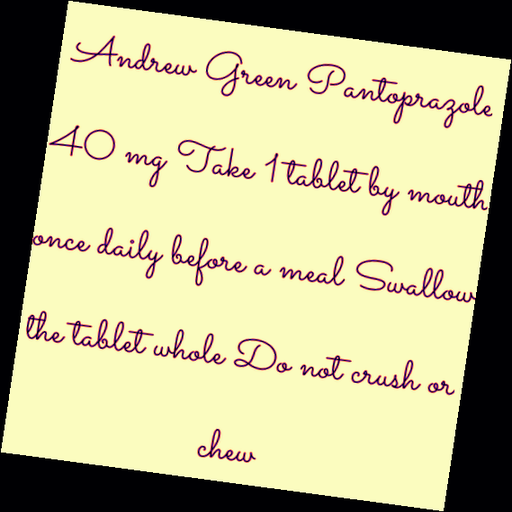 Andrew Green Pantoprazole
40 mg Take 1 tablet by mouth
once daily before a meal Swallow
the tablet whole Do not crush or
chew